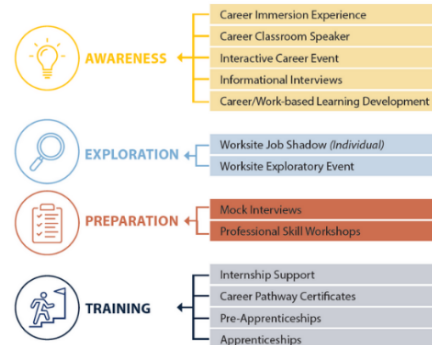 AWARENESS
Career Immersion Experience
Career Classroom Speaker
Interactive Career Event
Informational Interviews
Career/Work-based Learning Development
EXPLORATION
Worksite Job Shadow (Individual)
Worksite Exploratory Event
PREPARATION
Mock Interviews
Professional Skill Workshops
TRAINING
Internship Support
Career Pathway Certificates
Pre-Apprenticeships
Apprenticeships